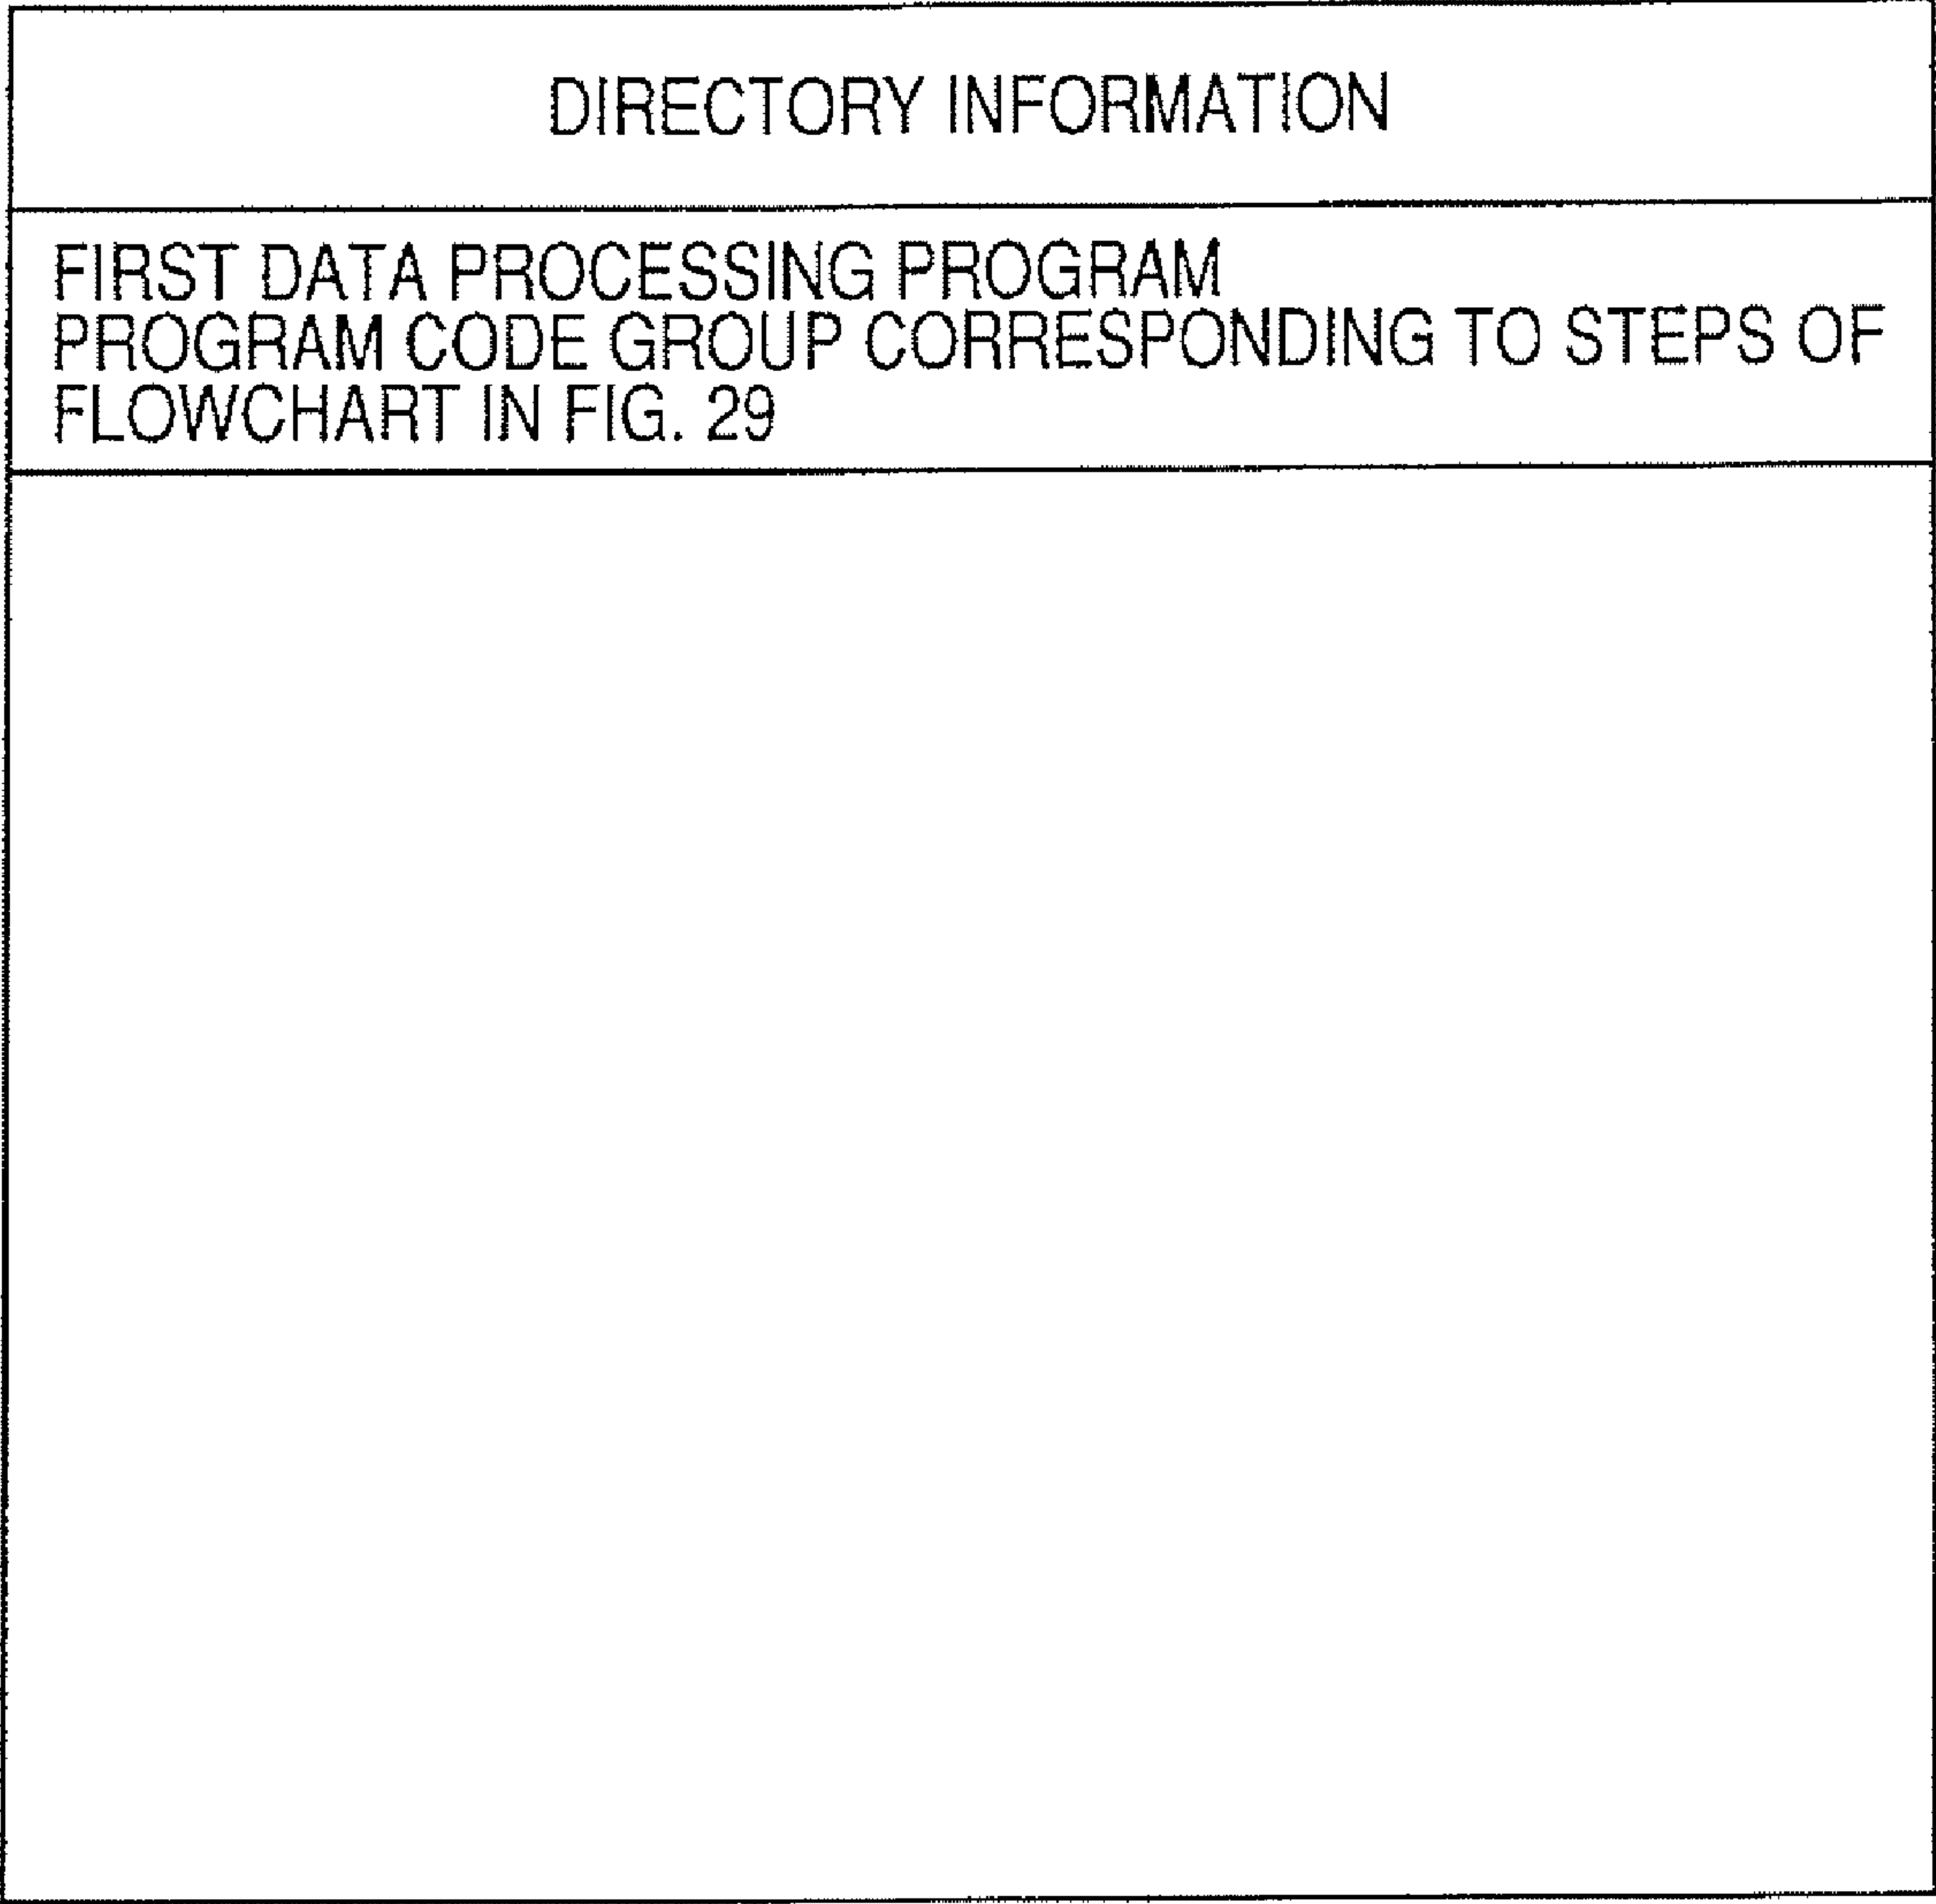 DIRECTORY INFORMATION
FIRST DATA PROCESSING PROGRAM
PROGRAM CODE GROUP CORRESPONDING TO STEPS OF
FLOWCHART IN FIG. 29